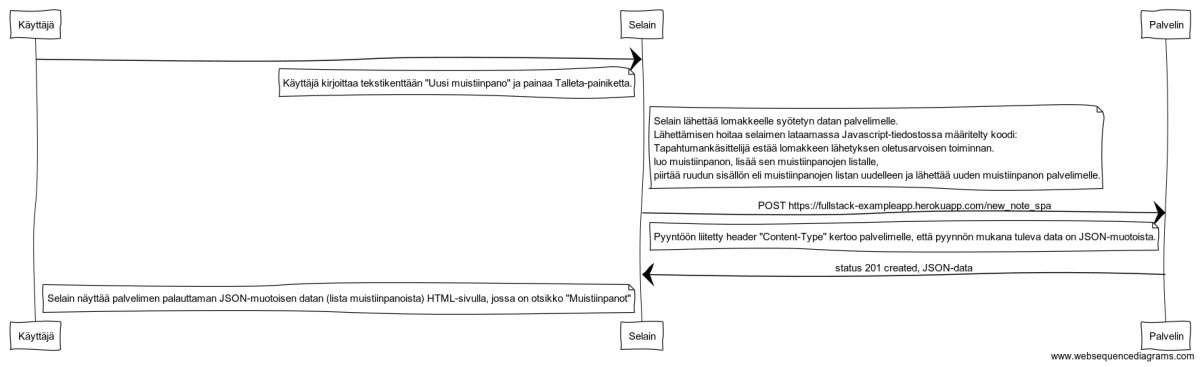 Käyttäjä
Selain
Palvelin
Käyttäjä kirjoittaa tekstikenttään "Uusi muistiinpano" ja painaa Talleta-painiketta.
Selain lähettää lomakkeelle syötetyn datan palvelimelle.
Lähettämisen hoitaa selaimen lataamassa Javascript-tiedostossa määritelty koodi:
Tapahtumankäsittelijä estää lomakkeen lähetyksen oletusarvoisen toiminnan.
luo muistiinpanon, lisää sen muistiinpanojen listalle,
piirtää ruudun sisällön eli muistiinpanojen listan uudelleen ja lähettää uuden muistiinpanon palvelimelle.
POST https://fullstack-exampleapp.herokuapp.com/new_note_spa
Pyyntöön liitetty header "Content-Type" kertoo palvelimelle, että pyynnön mukana tuleva data on JSON-muotoista.
status 201 created, JSON-data
Selain näyttää palvelimen palauttaman JSON-muotoisen datan (lista muistiinpanoista) HTML-sivulla, jossa on otsikko "Muistiinpanot"
Käyttäjä
Selain
Palvelin
www.websequencediagrams.com